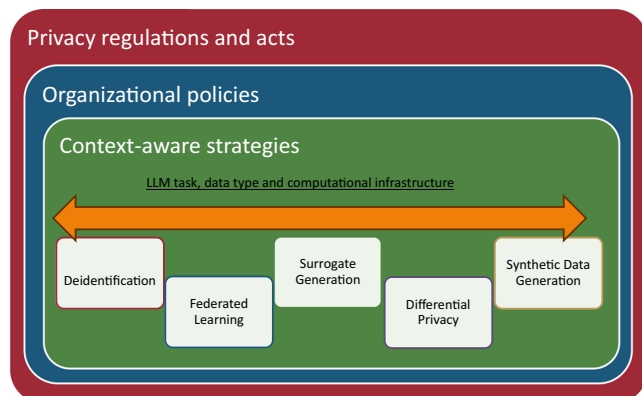 Privacy regulations and acts
Organizational policies
Context-aware strategies
LLM task, data type and computational infrastructure
Deidentification
Federated
Learning
Surrogate
Generation
Differential
Privacy
Synthetic Data
Generation